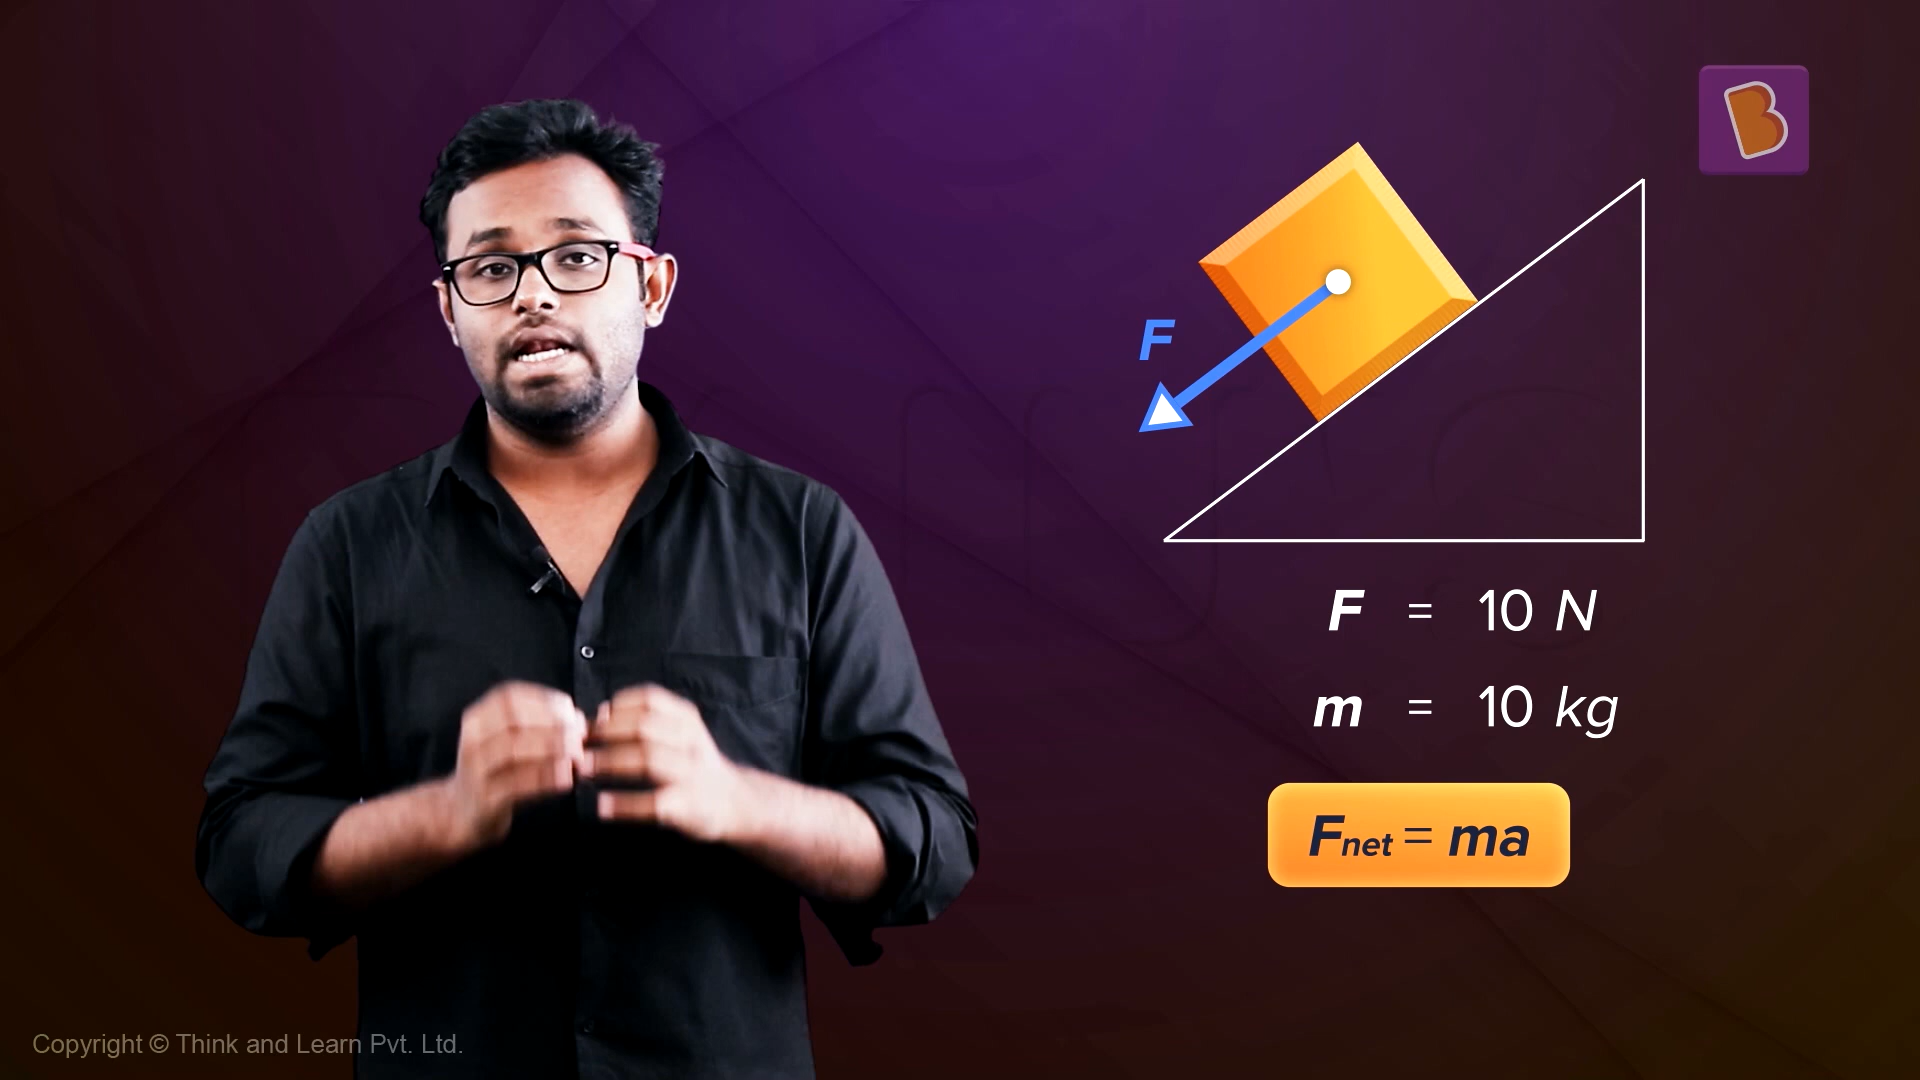 F
F = 10 N
m = 10 kg
Fnet = ma
Copyright © Think and Learn Pvt. Ltd.